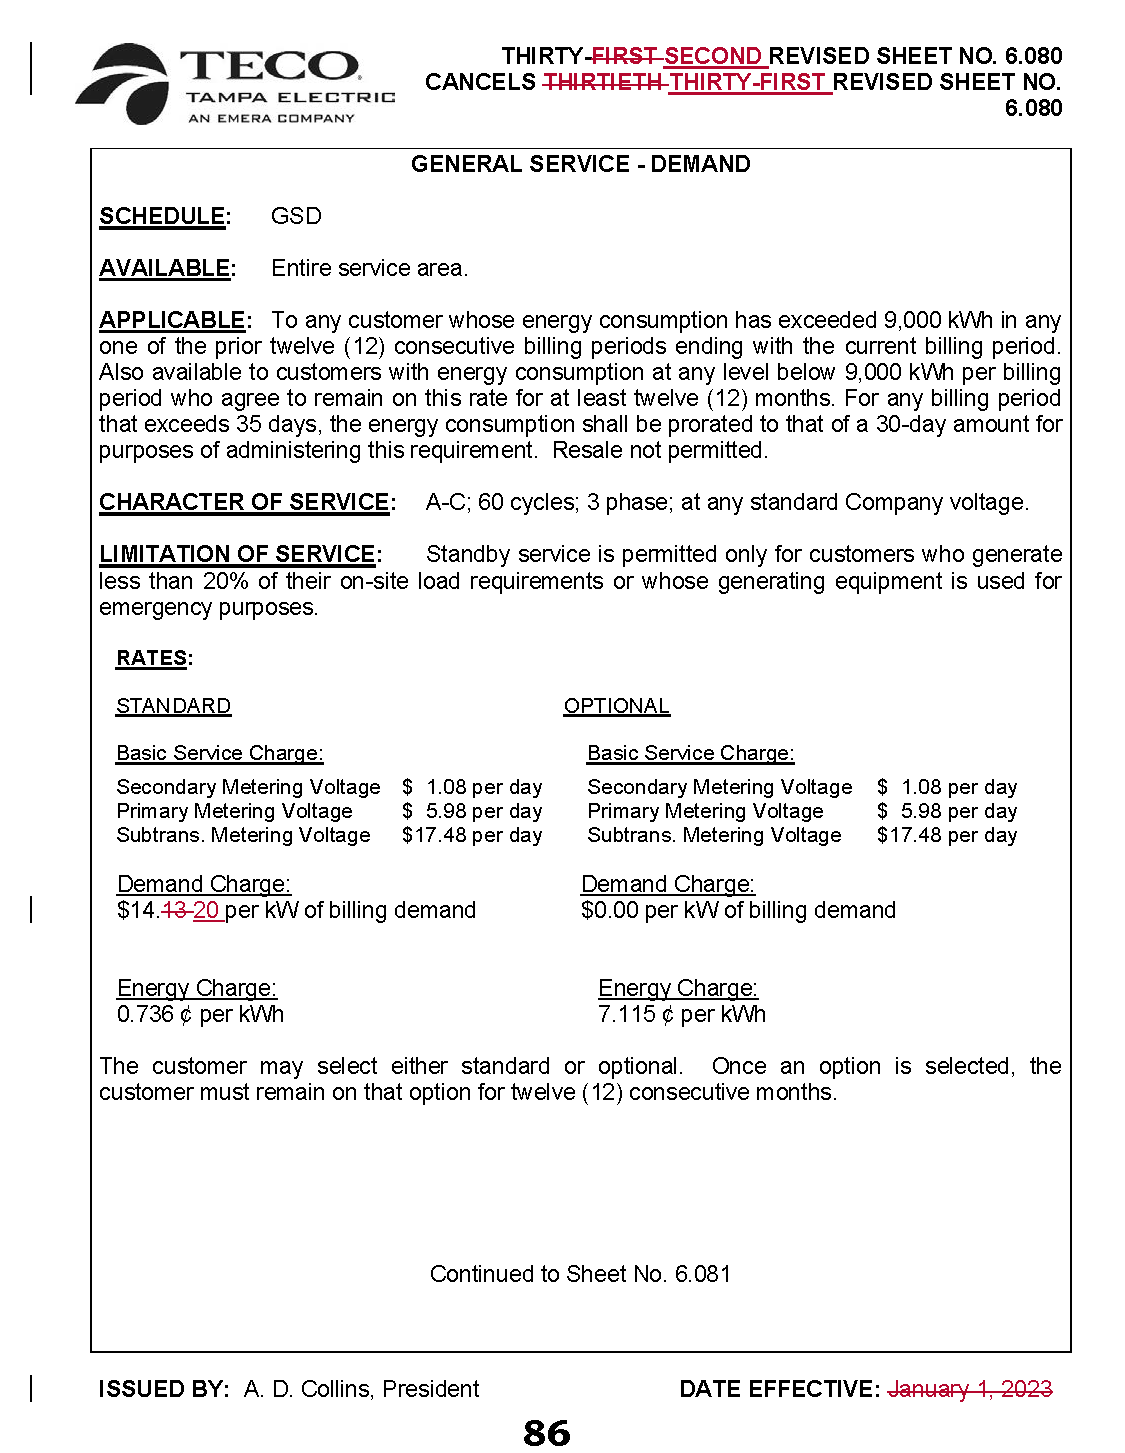 TECO.
TAMPA ELECTRIC
AN EMERA COMPANY
THIRTY-FIRST SECOND REVISED SHEET NO. 6.080
CANCELS THIRTIETH THIRTY-FIRST REVISED SHEET NO.
6.080
GENERAL SERVICE - DEMAND
SCHEDULE: GSD
AVAILABLE: Entire service area.
APPLICABLE: To any customer whose energy consumption has exceeded 9,000 kWh in any
one of the prior twelve (12) consecutive billing periods ending with the current billing period.
Also available to customers with energy consumption at any level below 9,000 kWh per billing
period who agree to remain on this rate for at least twelve (12) months. For any billing period
that exceeds 35 days, the energy consumption shall be prorated to that of a 30-day amount for
purposes of administering this requirement. Resale not permitted.
CHARACTER OF SERVICE: A-C; 60 cycles; 3 phase; at any standard Company voltage.
LIMITATION OF SERVICE: Standby service is permitted only for customers who generate
less than 20% of their on-site load requirements or whose generating equipment is used for
emergency purposes.
RATES:
STANDARD OPTIONAL
Basic Service Charge: Basic Service Charge:
Secondary Metering Voltage $ 1.08 per day Secondary Metering Voltage $ 1.08 per day
Primary Metering Voltage $ 5.98 per day Primary Metering Voltage $ 5.98 per day
Subtrans. Metering Voltage $17.48 per day Subtrans. Metering Voltage $17.48 per day
Demand Charge: Demand Charge:
$14.13 20 per kW of billing demand $0.00 per kW of billing demand
Energy Charge: Energy Charge:
0.736 ¢ per kWh 7.115 ¢ per kWh
The customer may select either standard or optional. Once an option is selected, the
customer must remain on that option for twelve (12) consecutive months.
Continued to Sheet No. 6.081
ISSUED BY: A. D. Collins, President DATE EFFECTIVE: January 1, 2023
86